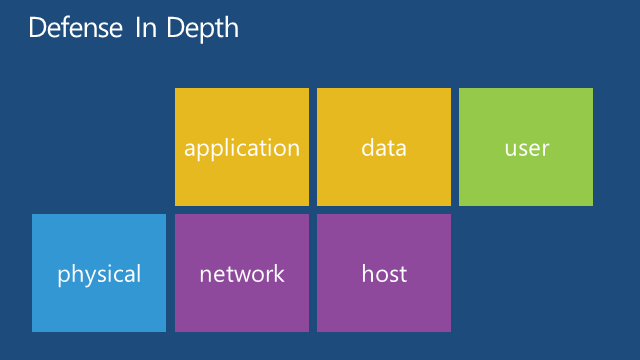 Defense In Depth
application data user
physical network host